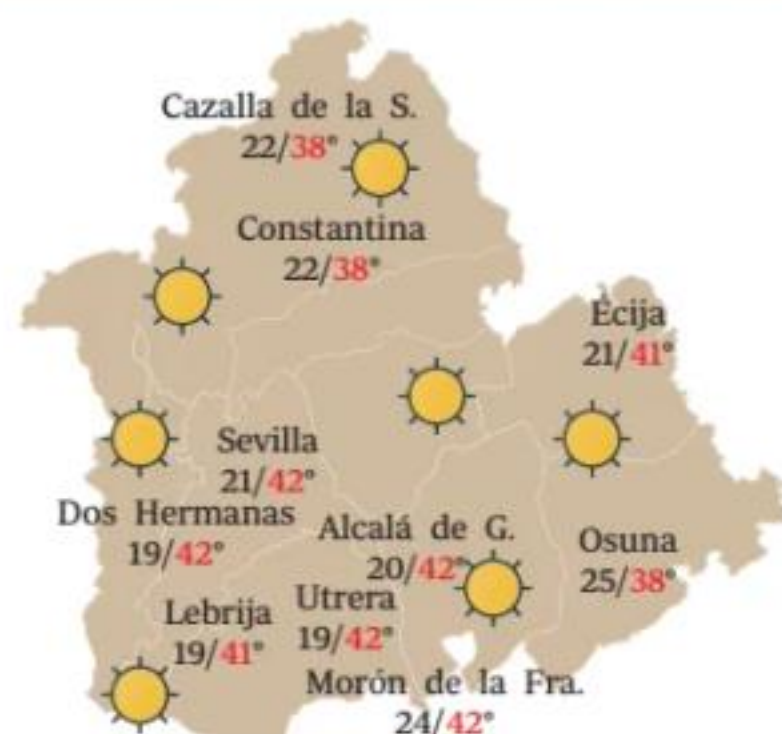 Cazalla de la S.
22/38°
Constantina
22/38°
Écija
21/41°
Sevilla
21/42°
Dos Hermanas
19/42°
Alcalá de G.
20/42°
Osuna
25/38°
Lebrija
19/41°
Utrera
19/42°
Morón de la Fra.
24/42°